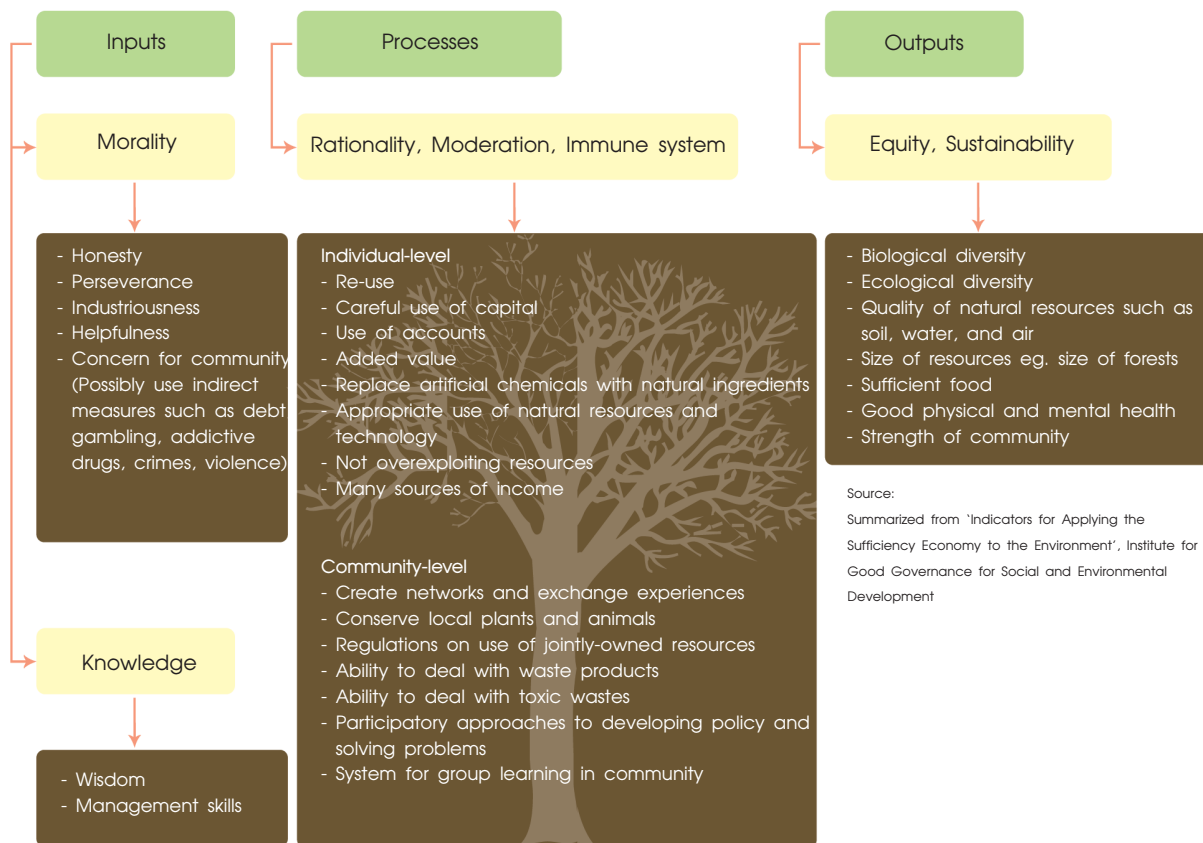 Inputs
Morality
- Honesty
- Perseverance
- Industriousness
- Helpfulness
- Concern for community
(Possibly use indirect
measures such as debt
gambling, addictive
drugs, crimes, violence)
Knowledge
- Wisdom
- Management skills
Processes
Rationality, Moderation, Immune system
Individual-level
- Re-use
- Careful use of capital
- Use of accounts
- Added value
- Replace artificial chemicals with natural ingredients
- Appropriate use of natural resources and
technology
- Not overexploiting resources
- Many sources of income
Community-level
- Create networks and exchange experiences
- Conserve local plants and animals
- Regulations on use of jointly-owned resources
- Ability to deal with waste products
- Ability to deal with toxic wastes
- Participatory approaches to developing policy and
solving problems
- System for group learning in community
Outputs
Equity, Sustainability
- Biological diversity
- Ecological diversity
- Quality of natural resources such as
soil, water, and air
- Size of resources eg. size of forests
- Sufficient food
- Good physical and mental health
- Strength of community
Source:
Summarized from ‘Indicators for Applying the
Sufficiency Economy to the Environment’, Institute for
Good Governance for Social and Environmental
Development